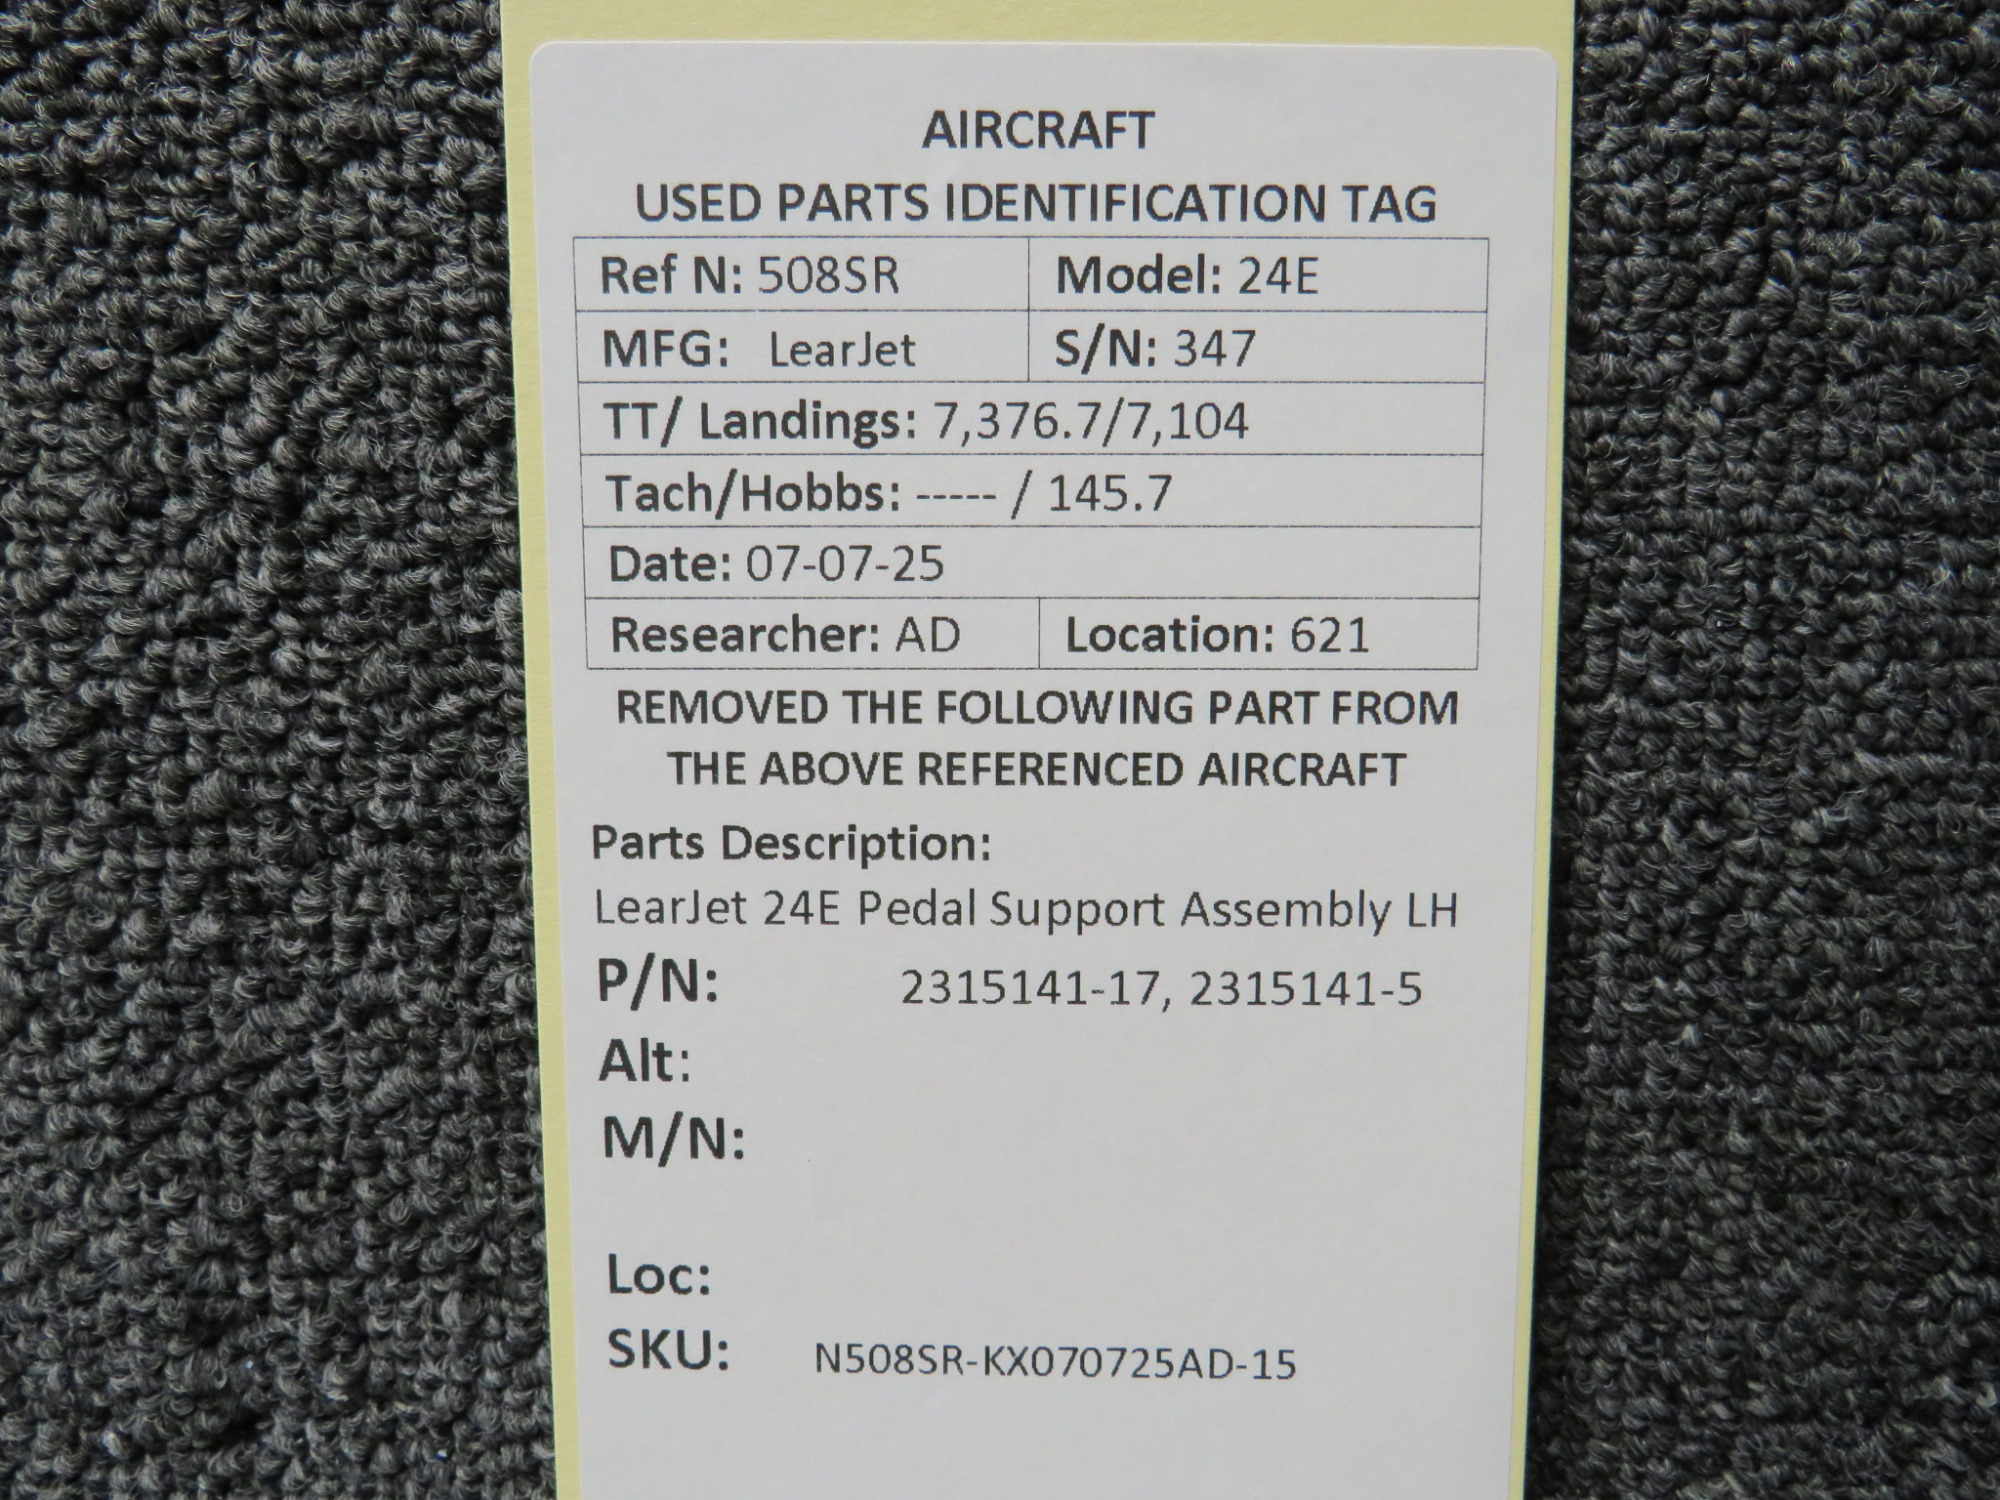 AIRCRAFT
USED PARTS IDENTIFICATION TAG
Ref N: 508SR Model: 24E
MFG: LearJet S/N: 347
TT/ Landings: 7,376.7/7,104
Tach/Hobbs: ----- / 145.7
Date: 07-07-25
Researcher: AD Location: 621
REMOVED THE FOLLOWING PART FROM
THE ABOVE REFERENCED AIRCRAFT
Parts Description:
LearJet 24E Pedal Support Assembly LH
P/N: 2315141-17, 2315141-5
Alt:
M/N:
Loc:
SKU: N508SR-KX070725AD-15